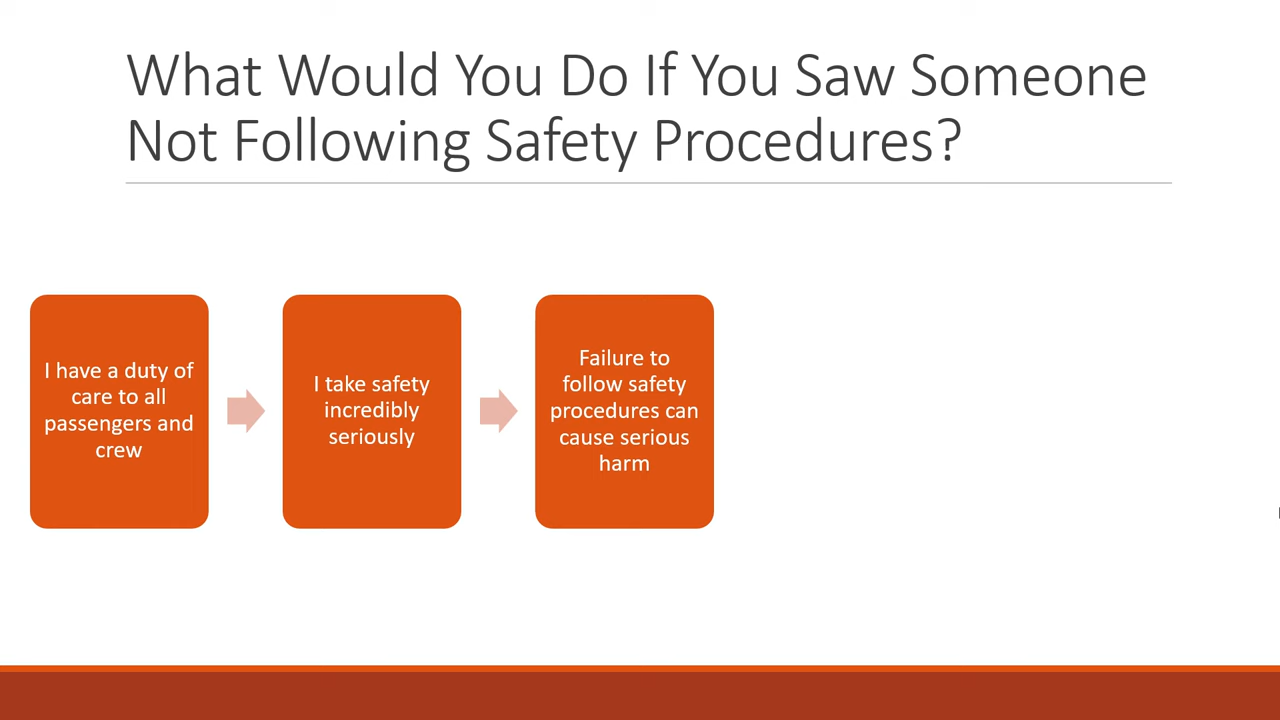 What Would You Do If You Saw Someone
Not Following Safety Procedures?
I have a duty of
care to all
passengers and
crew
I take safety
incredibly
seriously
Failure to
follow safety
procedures can
cause serious
harm